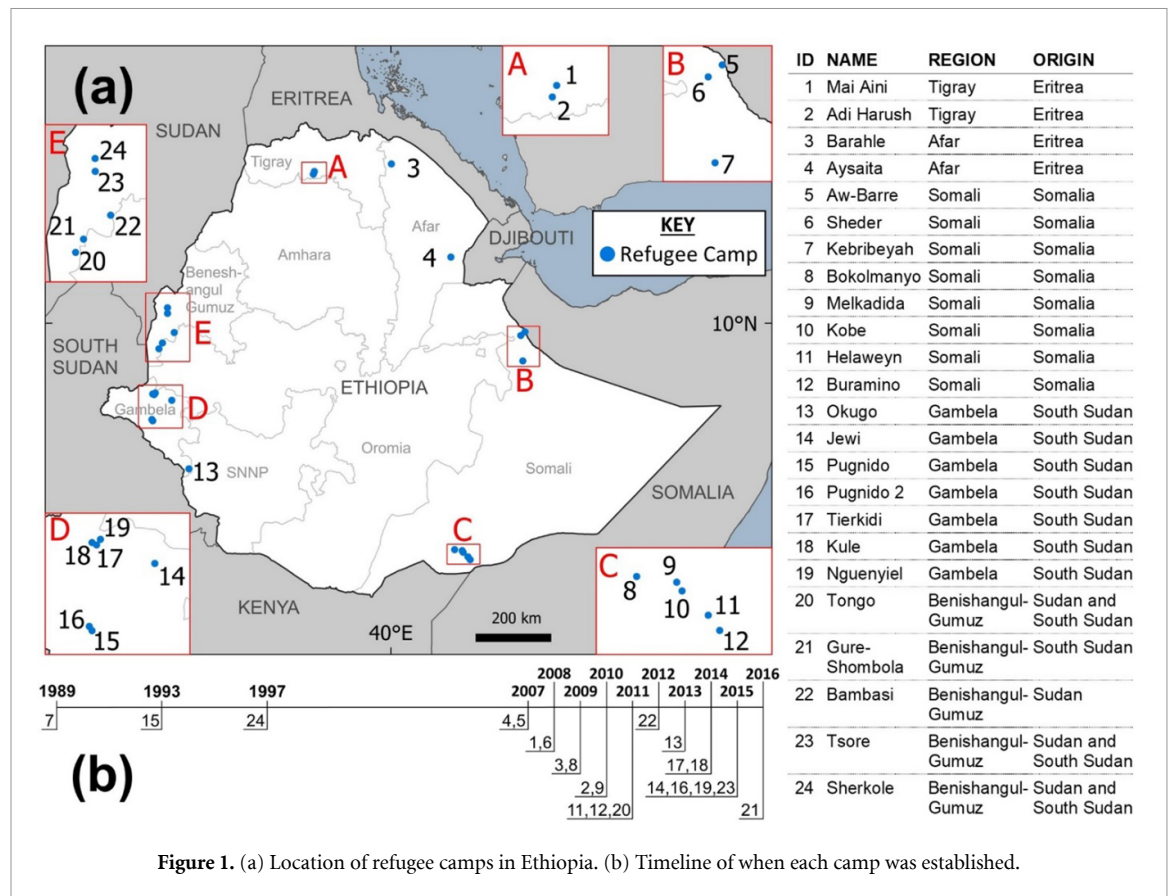 (a)
SUDAN
ERITREA
A
1
2
B
5
6
7
E
24
23
22
21
20
Tigray
A
3
Afar
4
DJIBOUTI
KEY
Refugee Camp
Amhara
Benesh-
angul
Gumuz
E
SOUTH
SUDAN
10°N
B
ETHIOPIA
Gambela
D
13
SNNP
Oromia
Somali
SOMALIA
D
19
18
17
14
16
15
C
C
9
8
10
11
12
KENYA
40°E
200 km
ID NAME REGION ORIGIN
1 Mai Aini Tigray Eritrea
2 Adi Harush Tigray Eritrea
3 Barahle Afar Eritrea
4 Aysaita Afar Eritrea
5 Aw-Barre Somali Somalia
6 Sheder Somali Somalia
7 Kebribeyah Somali Somalia
8 Bokolmanyo Somali Somalia
9 Melkadida Somali Somalia
10 Kobe Somali Somalia
11 Helaweyn Somali Somalia
12 Buramino Somali Somalia
13 Okugo Gambela South Sudan
14 Jewi Gambela South Sudan
15 Pugnido Gambela South Sudan
16 Pugnido 2 Gambela South Sudan
17 Tierkidi Gambela South Sudan
18 Kule Gambela South Sudan
19 Nguenyiel Gambela South Sudan
20 Tongo Benishangul- Sudan and
Gumuz South Sudan
21 Gure- Benishangul- South Sudan
Shombola Gumuz
22 Bambasi Benishangul- Sudan
Gumuz
23 Tsore Benishangul- Sudan and
Gumuz South Sudan
24 Sherkole Benishangul- Sudan and
Gumuz South Sudan
(b)
2008 2010 2012 2014 2016
1989 1993 1997 2007 2009 2011 2013 2015
7 15 24 4,5 22
1,6 13
3,8 17,18
2,9 14,16,19,23
11,12,20 21
Figure 1. (a) Location of refugee camps in Ethiopia. (b) Timeline of when each camp was established.